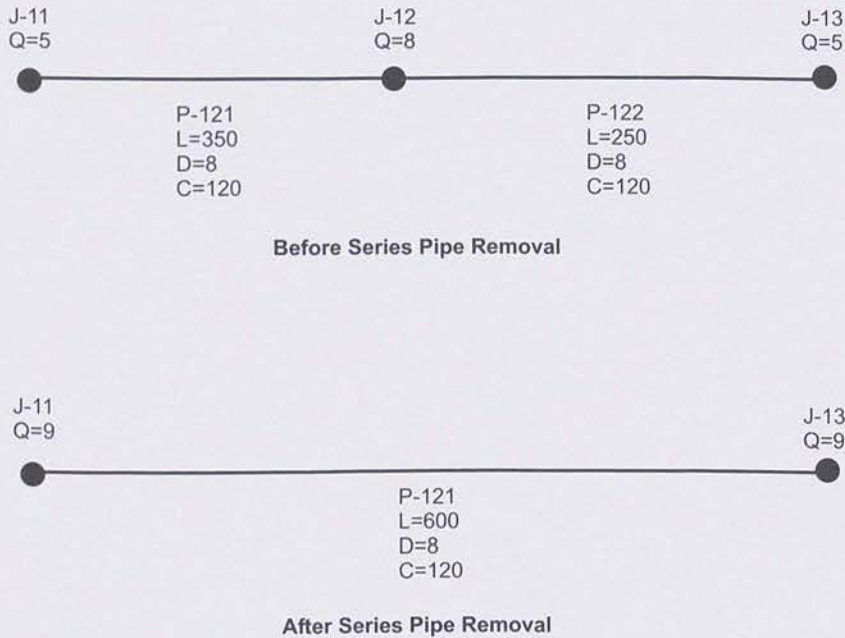 J-11
Q=5
J-12
Q=8
J-13
Q=5
P-121
L=350
D=8
C=120
P-122
L=250
D=8
C=120
Before Series Pipe Removal
J-11
Q=9
J-13
Q=9
P-121
L=600
D=8
C=120
After Series Pipe Removal